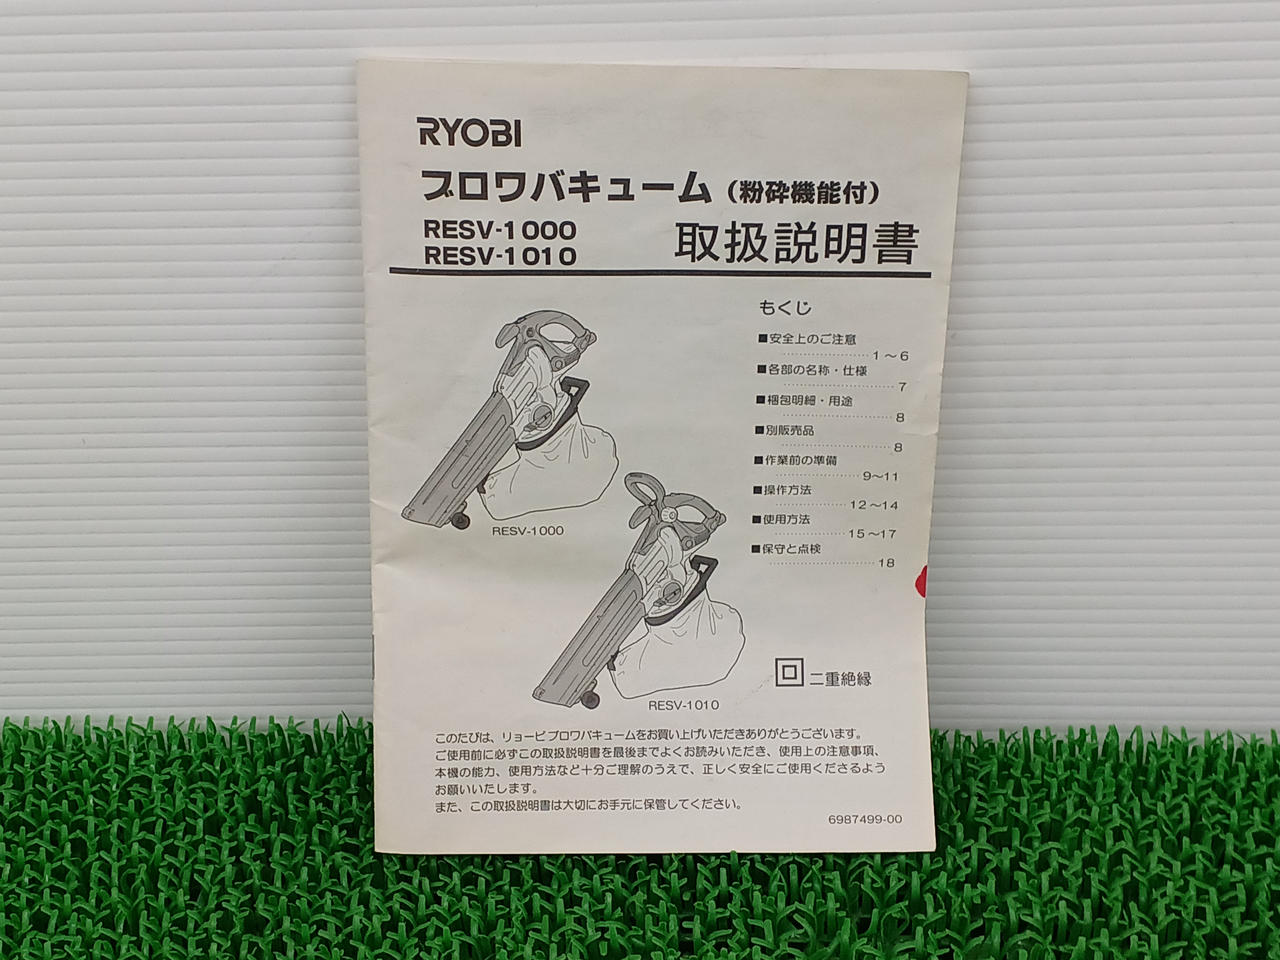 RYOBI
ブロワバキューム（粉砕機能付）
RESV-1000
RESV-1010
取扱説明書
もくじ
■安全上のご注意
1～6
■各部の名称・仕様
7
■梱包明細・用途
8
■別販売品
8
■作業前の準備
9～11
■操作方法
12～14
■使用方法
15～17
■保守と点検
18
RESV-1000
RESV-1010
二重絶縁
このたびは、リョービ ブロワバキュームをお買い上げいただきありがとうございます。
ご使用前に必ずこの取扱説明書を最後までよくお読みいただき、使用上の注意事項、
本機の能力、使用方法など十分ご理解のうえで、正しく安全にご使用くださるよう
お願いいたします。
また、この取扱説明書は大切にお手元に保管してください。
6987499-00